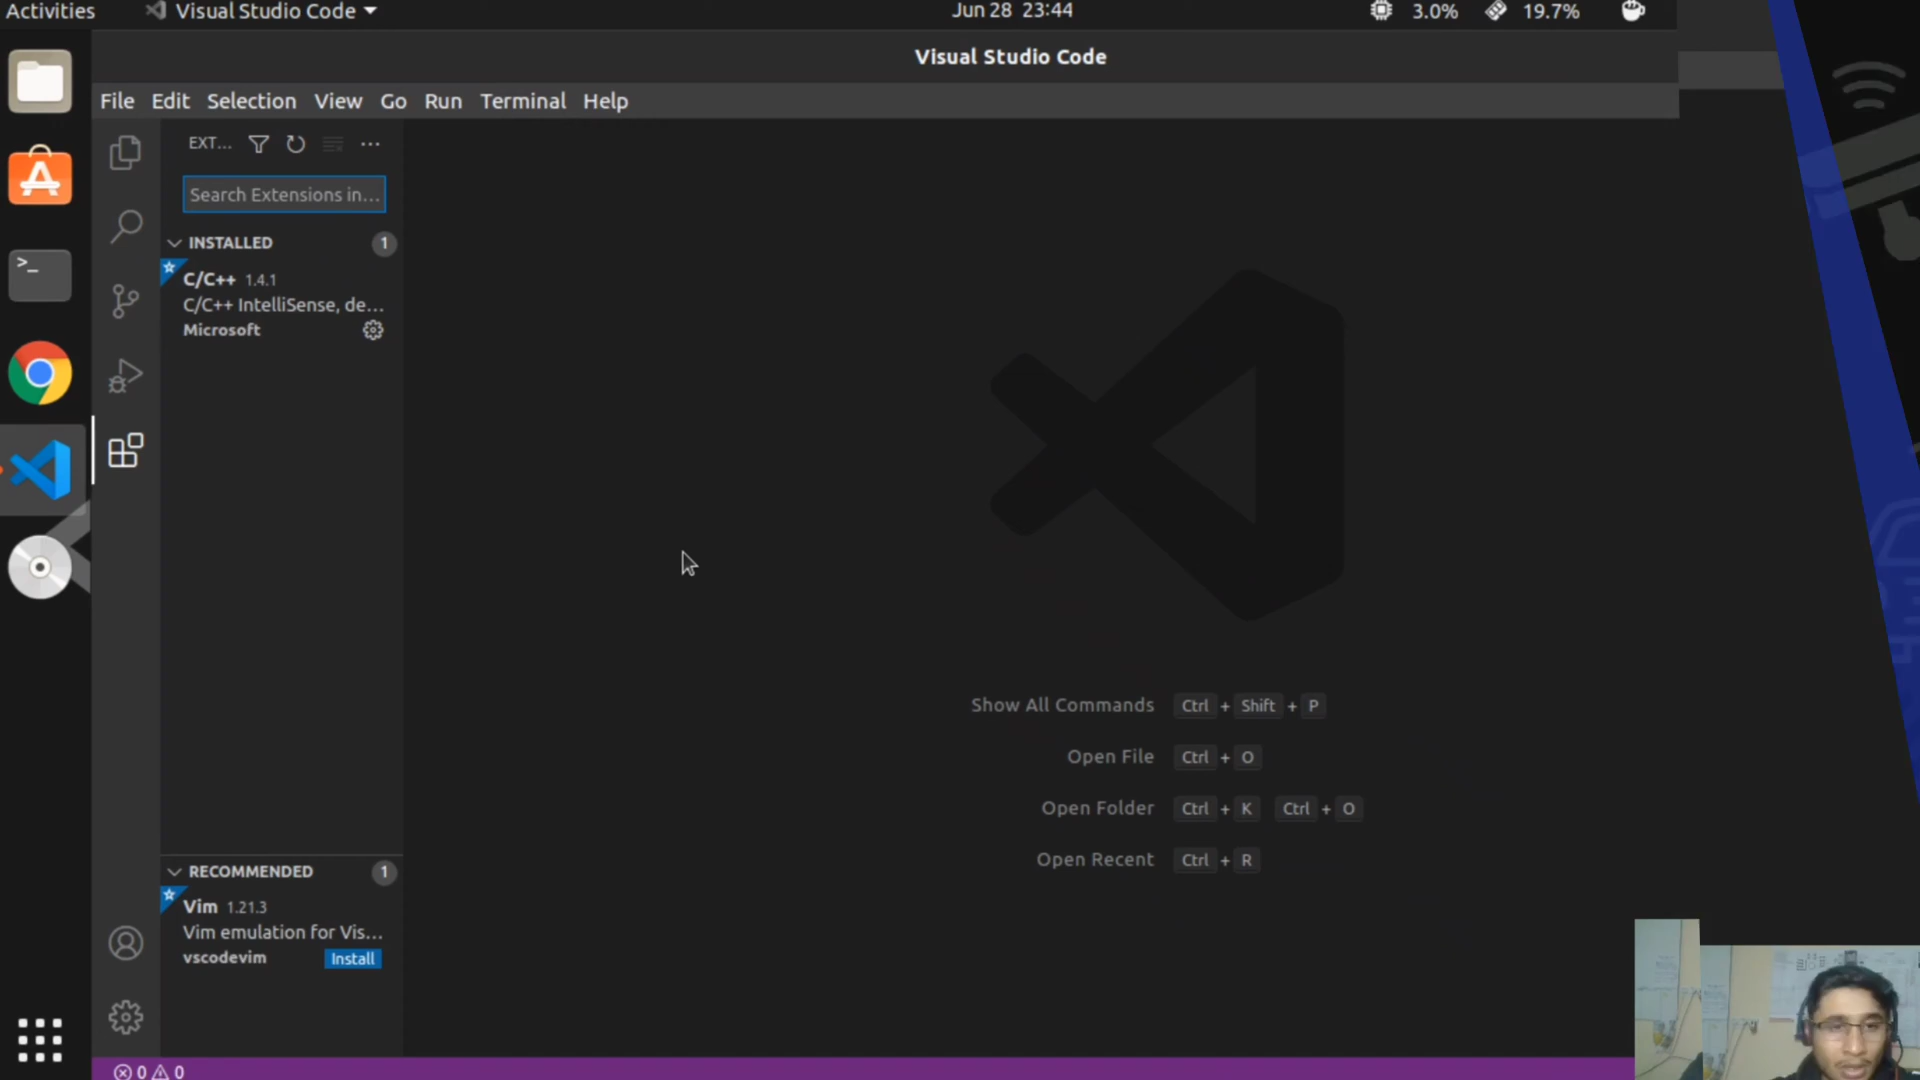 Activities
Visual Studio Code
Jun 28 23:44
3.0%
19.7%
Visual Studio Code
File Edit Selection View Go Run Terminal Help
EXT...
Search Extensions in...
INSTALLED 1
C/C++ 1.4.1
C/C++ IntelliSense, de...
Microsoft
>_
Show All Commands Ctrl + Shift + P
Open File Ctrl + O
Open Folder Ctrl + K Ctrl + O
Open Recent Ctrl + R
RECOMMENDED 1
Vim 1.21.3
Vim emulation for Vis...
vscodevim Install
0 0